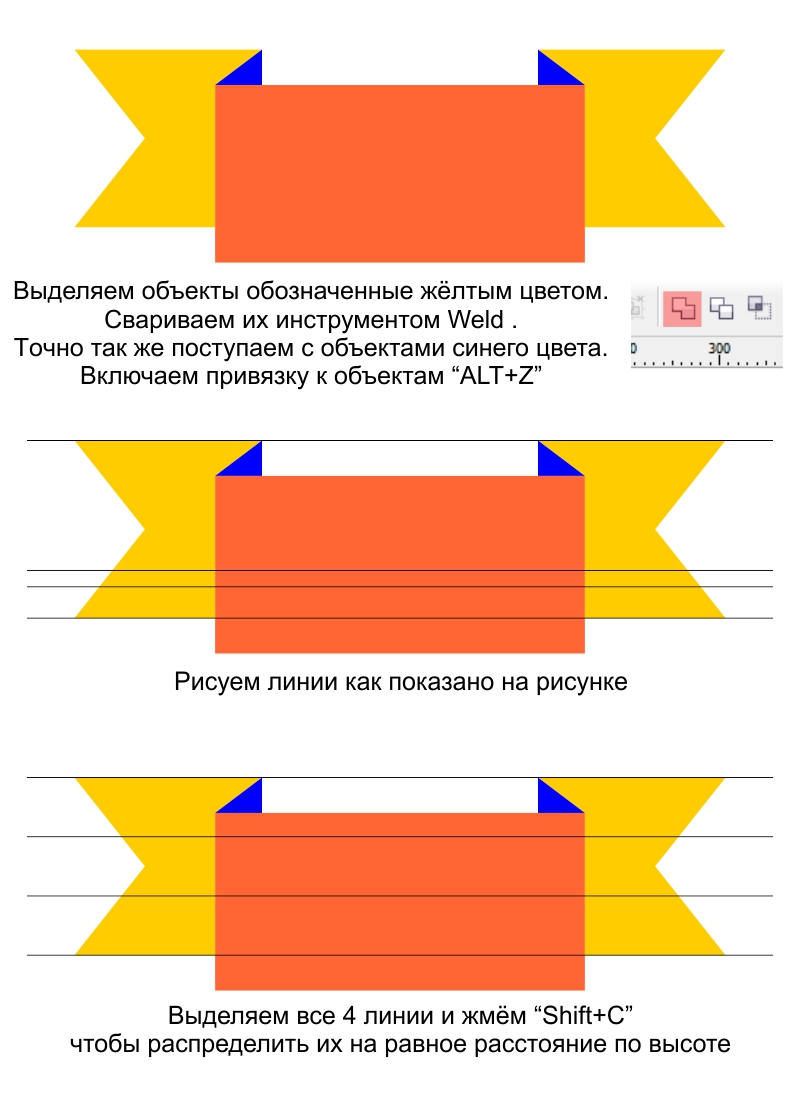 Выделяем объекты обозначенные жёлтым цветом.
Свариваем их инструментом Weld .
Точно так же поступаем с объектами синего цвета.
Включаем привязку к объектам “ALT+Z”
0 300
Рисуем линии как показано на рисунке
Выделяем все 4 линии и жмём “Shift+C”
чтобы распределить их на равное расстояние по высоте